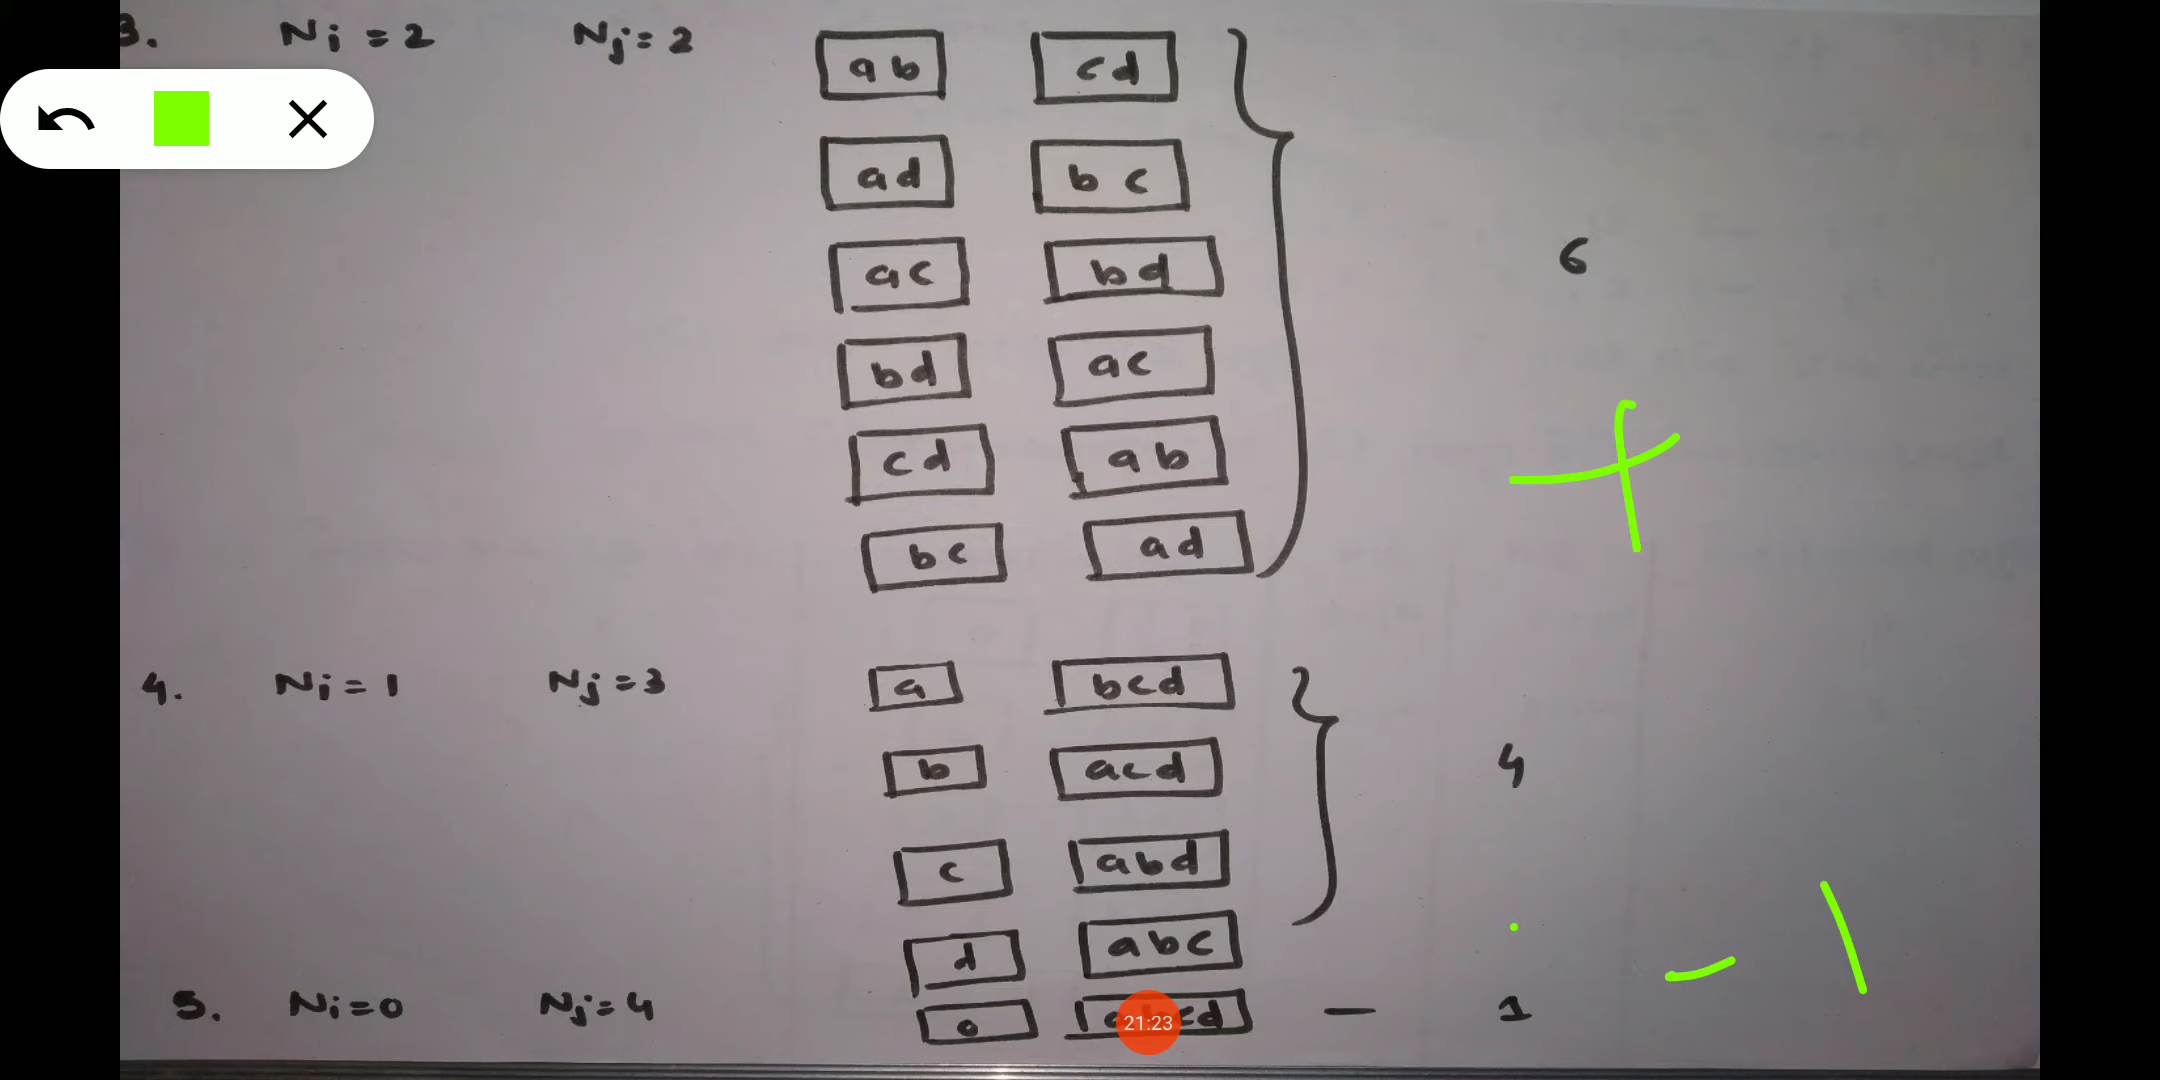 3. Ni = 2 Nj = 2 ab cd
ad bc
ac bd
6
bd ac
cd ab
bc ad
4. Ni = 1 Nj = 3 a bcd
b acd
4
c abd
d abc
5. Ni = 0 Nj = 4 0 — 1
21:23